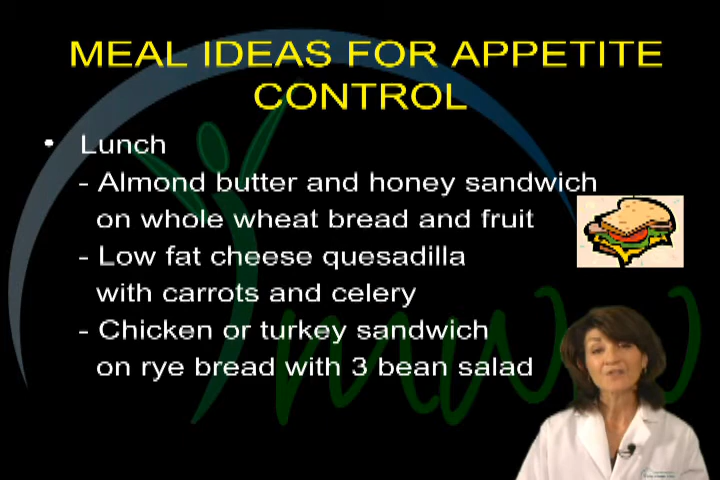 MEAL IDEAS FOR APPETITE
CONTROL
• Lunch
- Almond butter and honey sandwich
on whole wheat bread and fruit
- Low fat cheese quesadilla
with carrots and celery
- Chicken or turkey sandwich
on rye bread with 3 bean salad
mwo